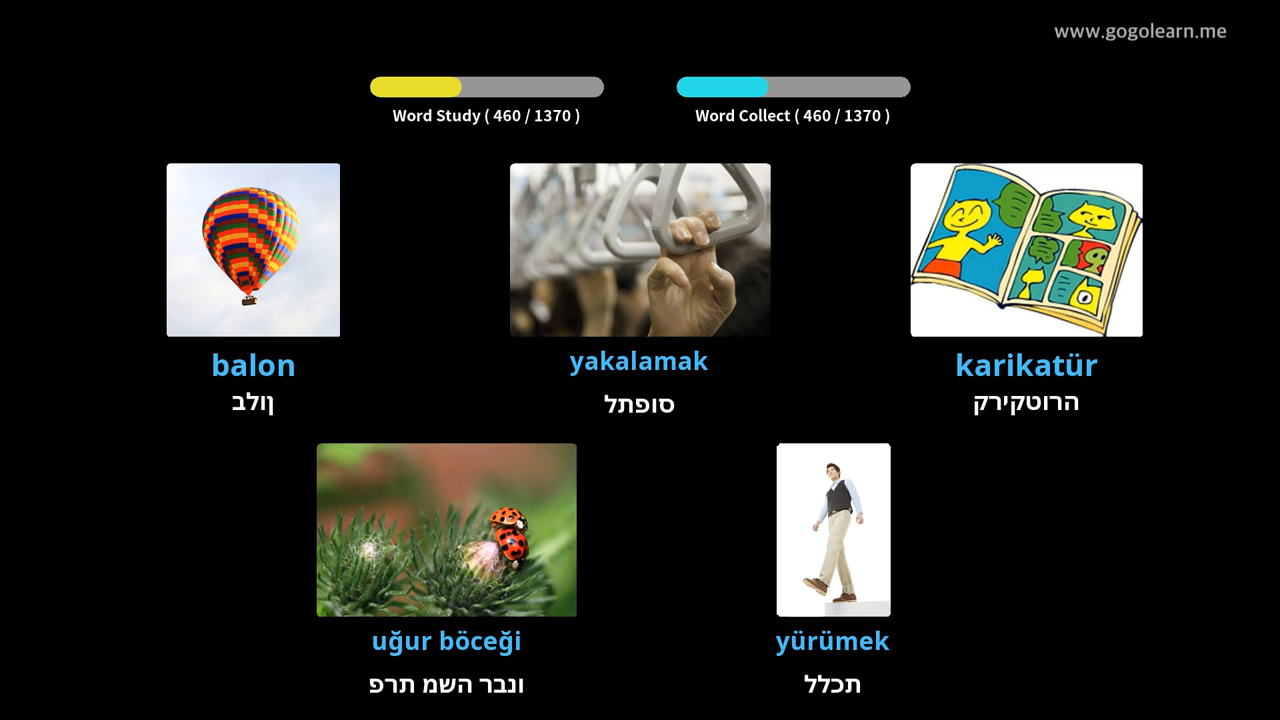 www.gogolearn.me
Word Study ( 460 / 1370 )
Word Collect ( 460 / 1370 )
balon
ןולב
yakalamak
סופתל
karikatür
הרוטקירק
uğur böceği
ונבר השמ תרפ
yürümek
תכלל